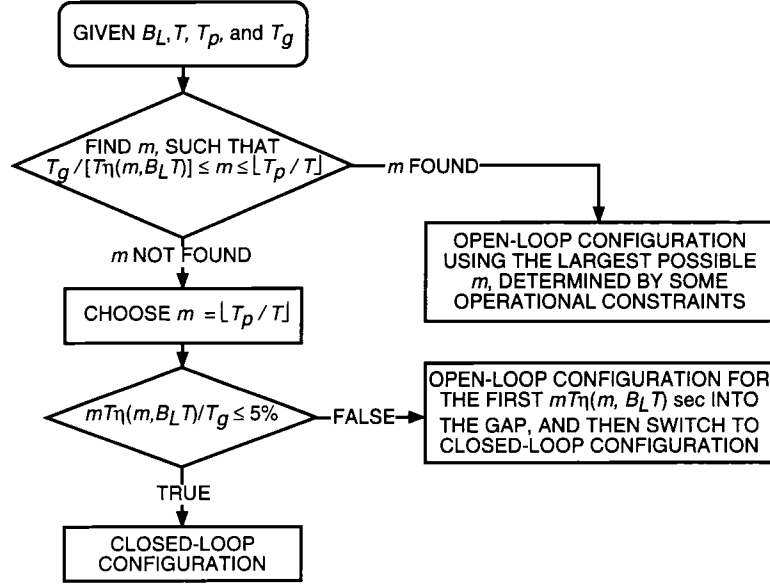 GIVEN B_L, T, T_p, and T_g
FIND m, SUCH THAT
T_g / [Tη(m,B_LT)] ≤ m ≤ ⌊T_p / T⌋
m FOUND
OPEN-LOOP CONFIGURATION
USING THE LARGEST POSSIBLE
m, DETERMINED BY SOME
OPERATIONAL CONSTRAINTS
m NOT FOUND
CHOOSE m = ⌊T_p / T⌋
mTη(m,B_LT)/T_g ≤ 5%
FALSE
OPEN-LOOP CONFIGURATION FOR
THE FIRST mTη(m, B_LT) sec INTO
THE GAP, AND THEN SWITCH TO
CLOSED-LOOP CONFIGURATION
TRUE
CLOSED-LOOP
CONFIGURATION